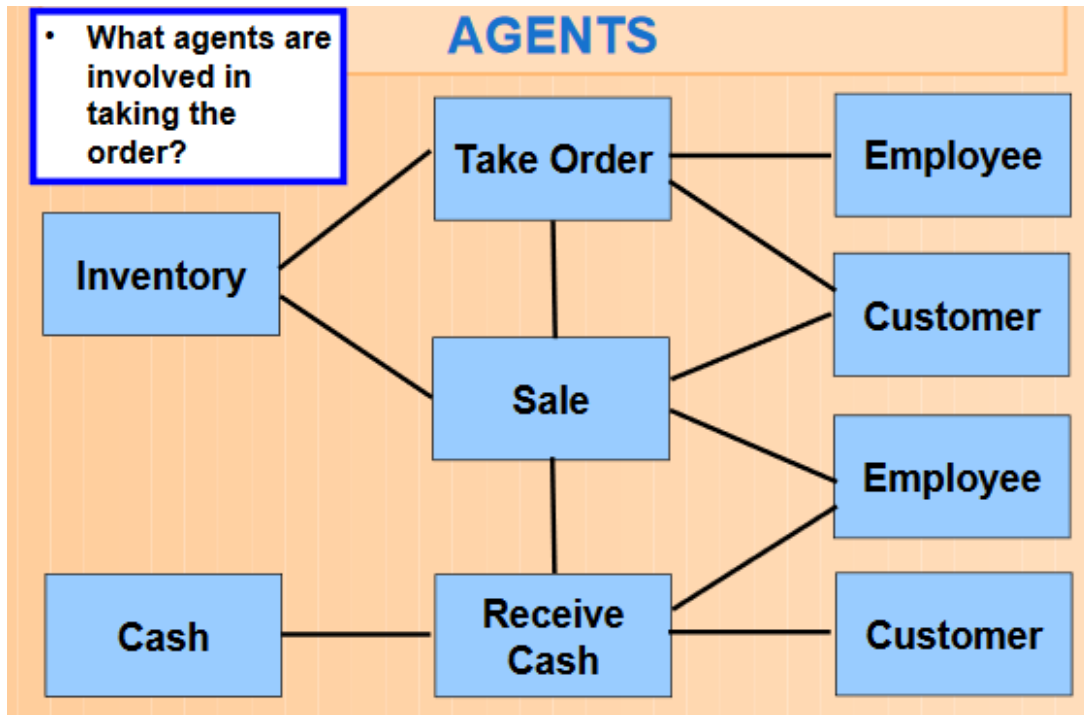 • What agents are
involved in
taking the
order?
AGENTS
Take Order
Employee
Inventory
Customer
Sale
Employee
Cash
Receive
Cash
Customer